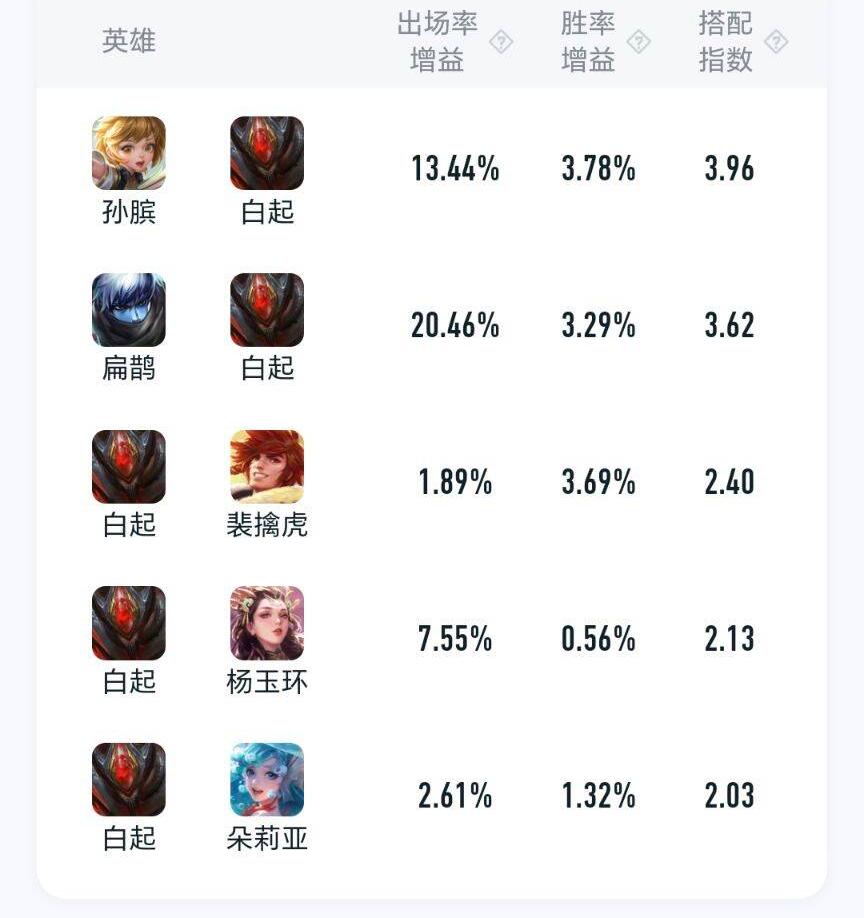 英雄
出场率
增益
胜率
增益
搭配
指数
孙膑 白起 13.44% 3.78% 3.96
扁鹊 白起 20.46% 3.29% 3.62
白起 裴擒虎 1.89% 3.69% 2.40
白起 杨玉环 7.55% 0.56% 2.13
白起 朵莉亚 2.61% 1.32% 2.03